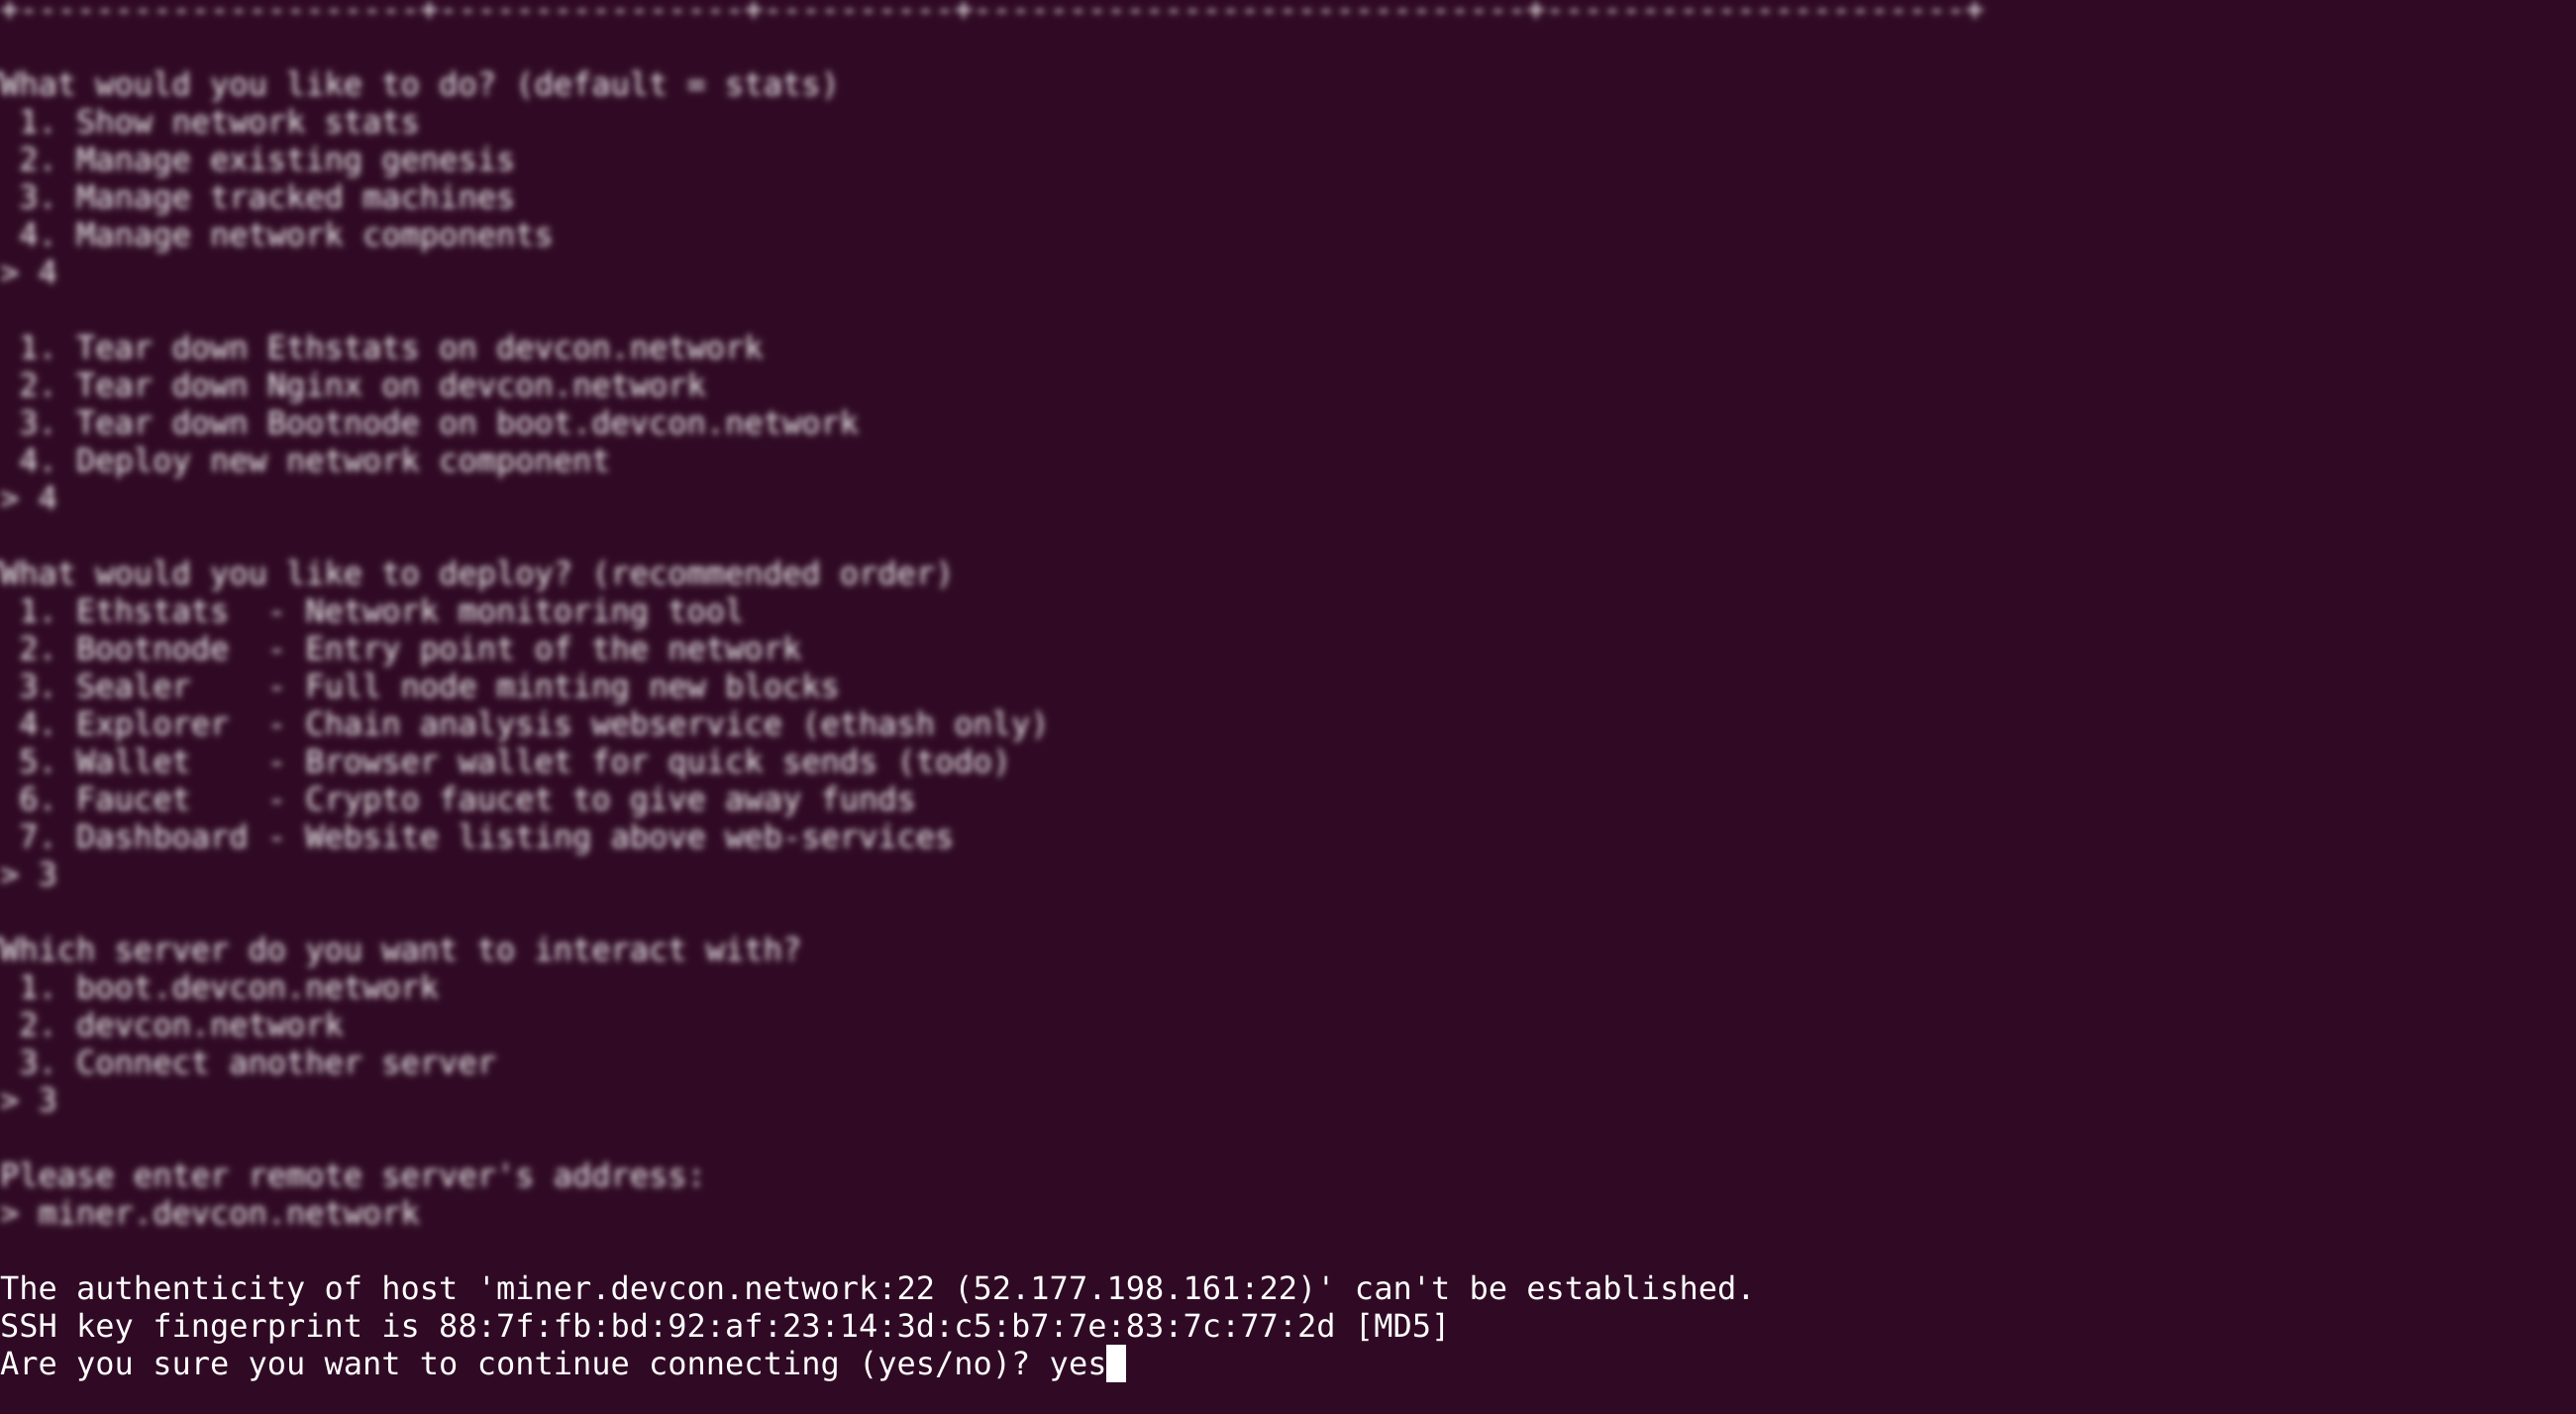 +----------------------+----------------+----------+-----------------------------+----------------------+
What would you like to do? (default = stats)
 1. Show network stats
 2. Manage existing genesis
 3. Manage tracked machines
 4. Manage network components
> 4
 1. Tear down Ethstats on devcon.network
 2. Tear down Nginx on devcon.network
 3. Tear down Bootnode on boot.devcon.network
 4. Deploy new network component
> 4
What would you like to deploy? (recommended order)
 1. Ethstats  - Network monitoring tool
 2. Bootnode  - Entry point of the network
 3. Sealer    - Full node minting new blocks
 4. Explorer  - Chain analysis webservice (ethash only)
 5. Wallet    - Browser wallet for quick sends (todo)
 6. Faucet    - Crypto faucet to give away funds
 7. Dashboard - Website listing above web-services
> 3
Which server do you want to interact with?
 1. boot.devcon.network
 2. devcon.network
 3. Connect another server
> 3
Please enter remote server's address:
> miner.devcon.network
The authenticity of host 'miner.devcon.network:22 (52.177.198.161:22)' can't be established.
SSH key fingerprint is 88:7f:fb:bd:92:af:23:14:3d:c5:b7:7e:83:7c:77:2d [MD5]
Are you sure you want to continue connecting (yes/no)? yes